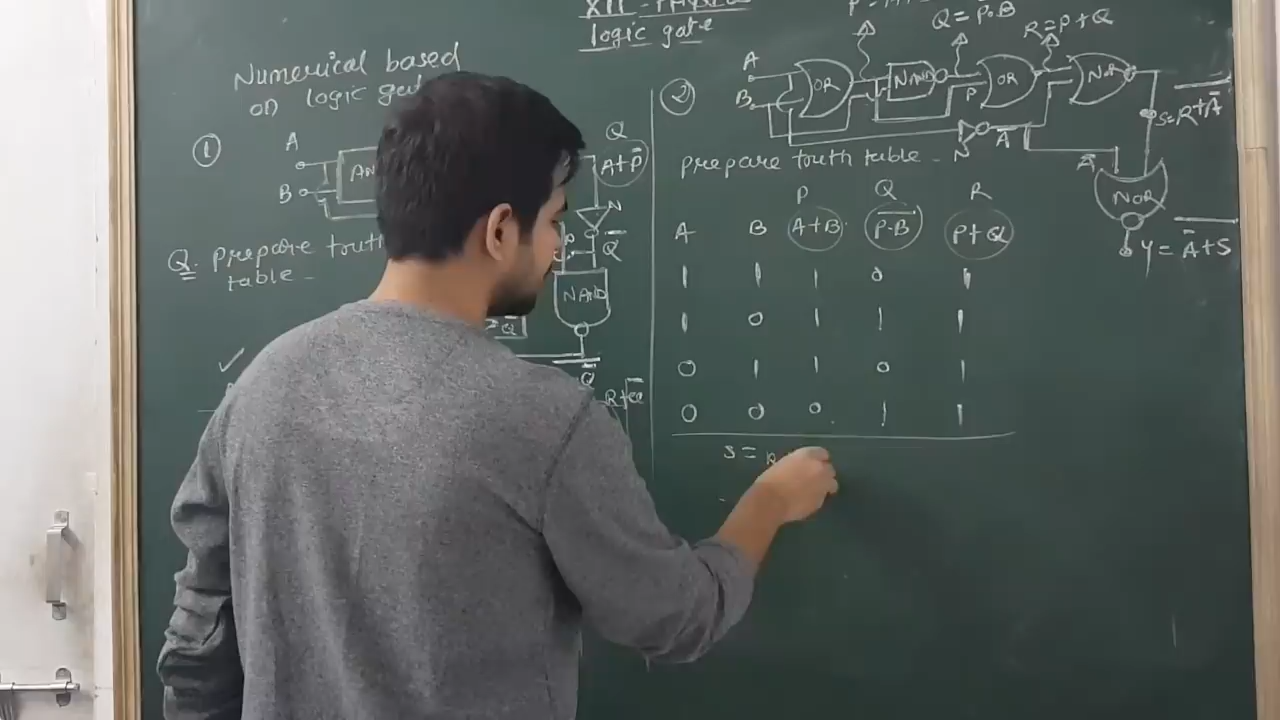 XII - Physics
logic gate
Numerical based
on logic
①
A
B
Q
A+P̅
N
Q̅
NAND
Q. prepare
table -
②
A
B
OR
NAND
Q = P.B
P
OR
R = P + Q
NOR
N
A̅
S = R + A̅
A̅
NOR
Y = A̅ + S
prepare truth table -
P Q R
A B A+B P.B P+Q
1 1 1 0 1
1 0 1 1 1
0 1 1 0 1
0 0 0 1 1
S =